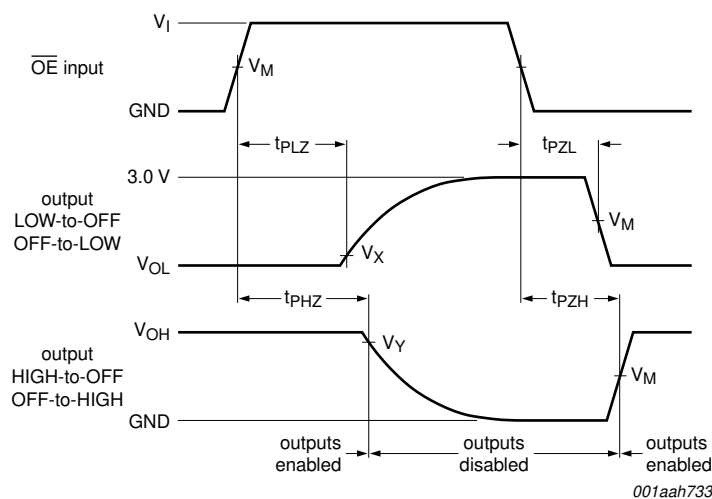 V_I
OE input
V_M
GND
t_PLZ
t_PZL
3.0 V
output
LOW-to-OFF
OFF-to-LOW
V_M
V_X
V_OL
t_PHZ
t_PZH
V_OH
output
HIGH-to-OFF
OFF-to-HIGH
V_Y
V_M
GND
outputs
enabled
outputs
disabled
outputs
enabled
001aah733